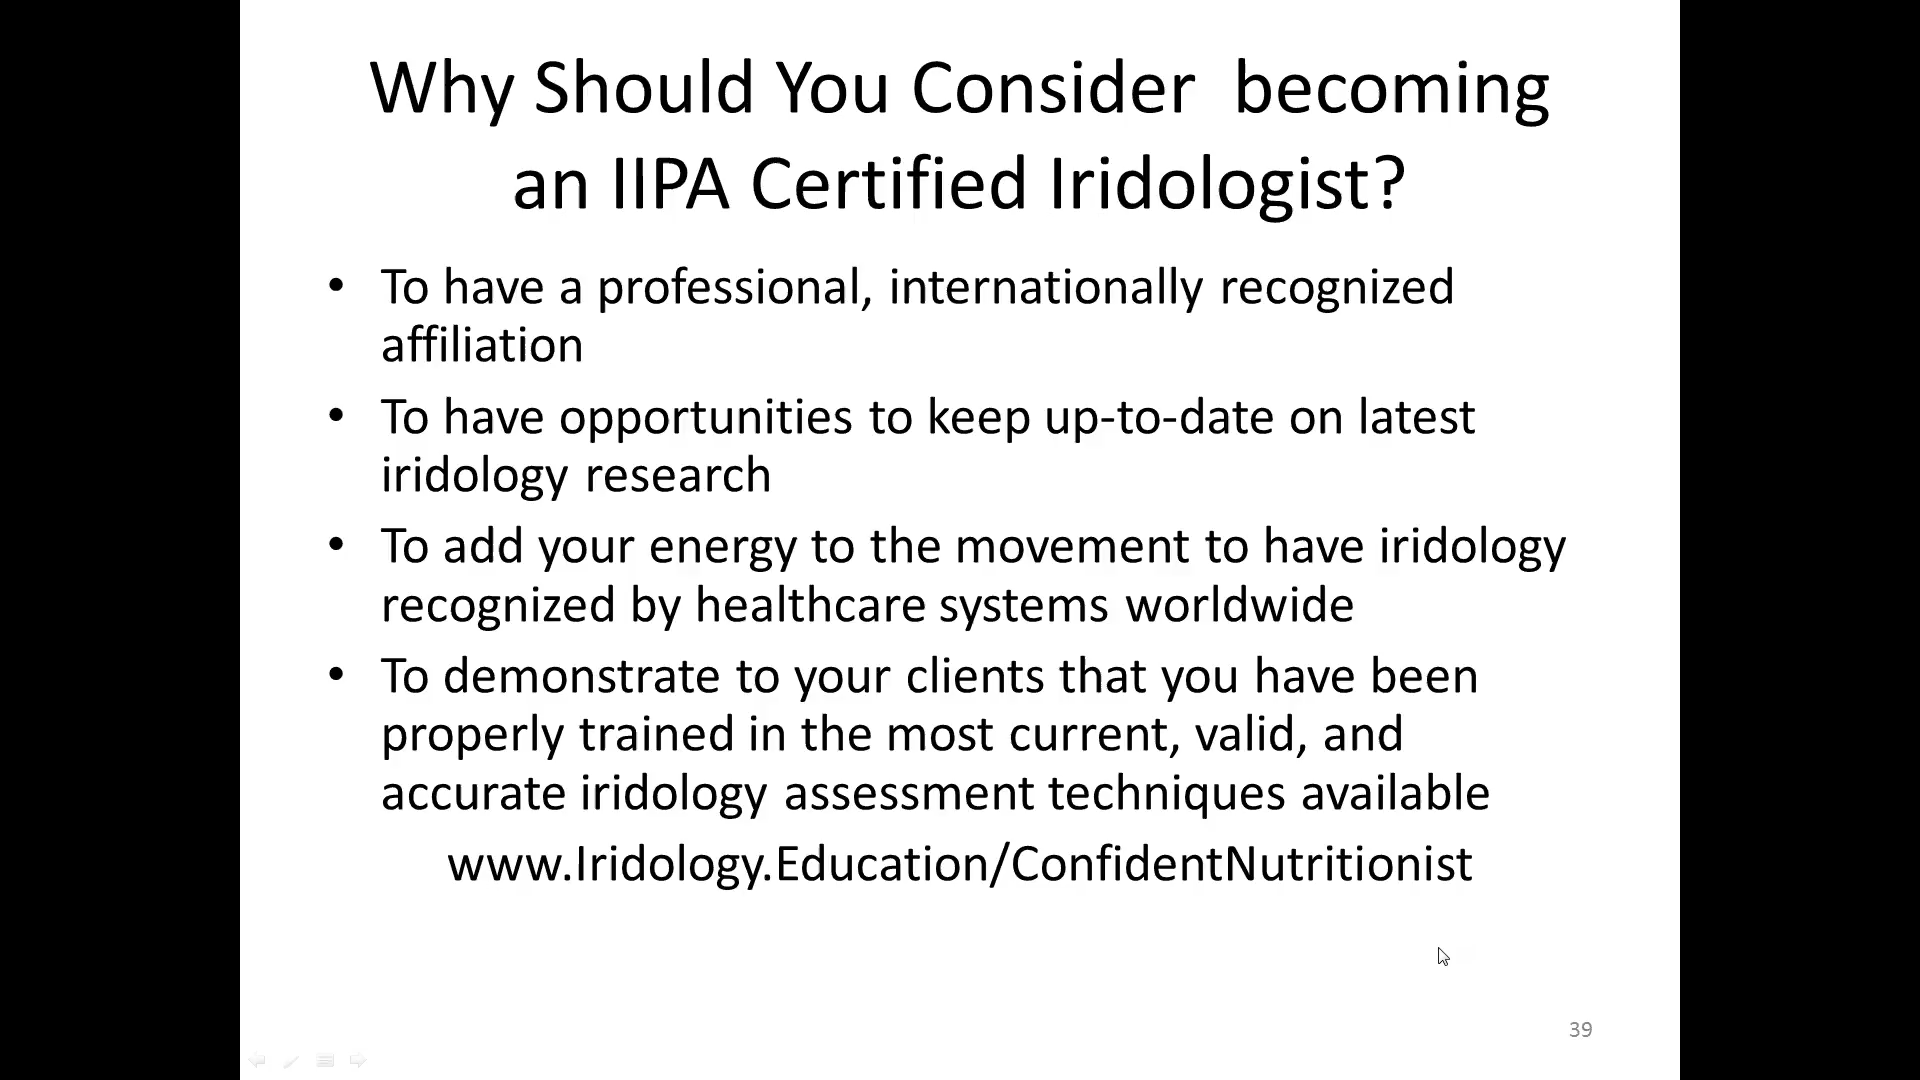 Why Should You Consider  becoming
an IIPA Certified Iridologist?
• To have a professional, internationally recognized
affiliation
• To have opportunities to keep up-to-date on latest
iridology research
• To add your energy to the movement to have iridology
recognized by healthcare systems worldwide
• To demonstrate to your clients that you have been
properly trained in the most current, valid, and
accurate iridology assessment techniques available
www.Iridology.Education/ConfidentNutritionist
39